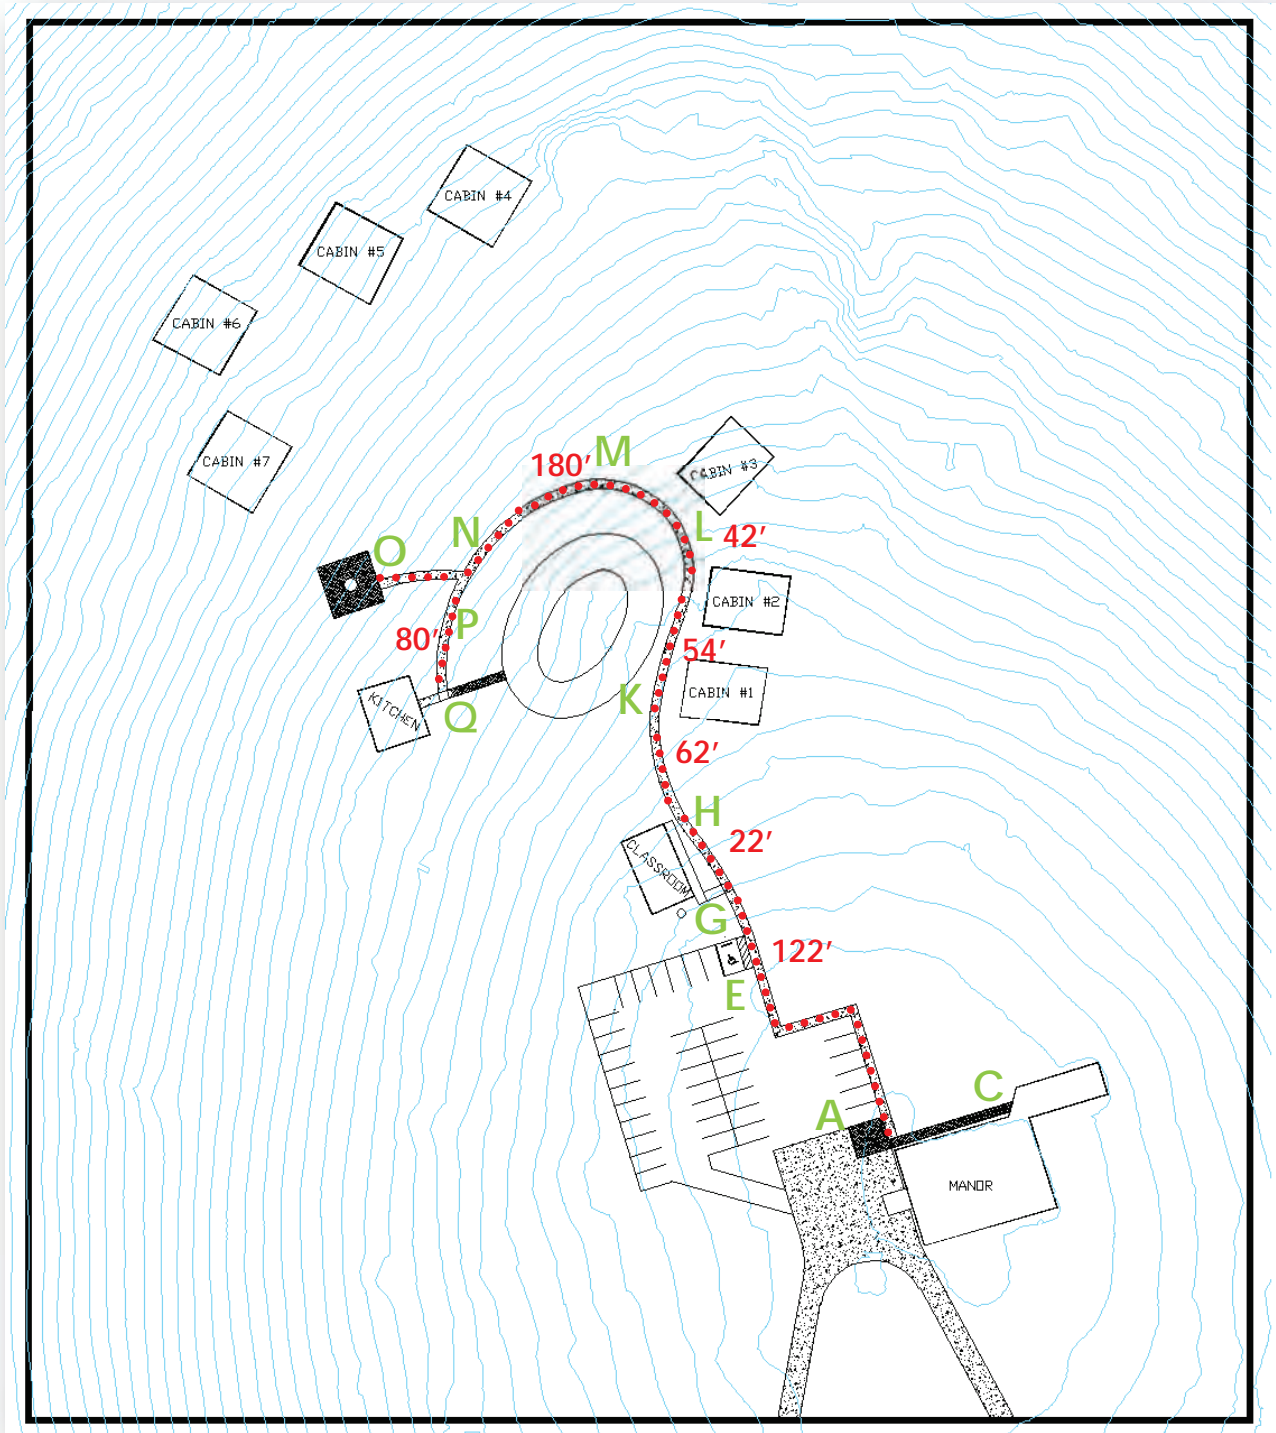 CABIN #4
CABIN #5
CABIN #6
CABIN #7
M
180'
CABIN #3
N
L
42'
O
CABIN #2
P
80'
54'
K
CABIN #1
KITCHEN
Q
62'
H
22'
CLASSROOM
G
122'
E
C
A
MANOR